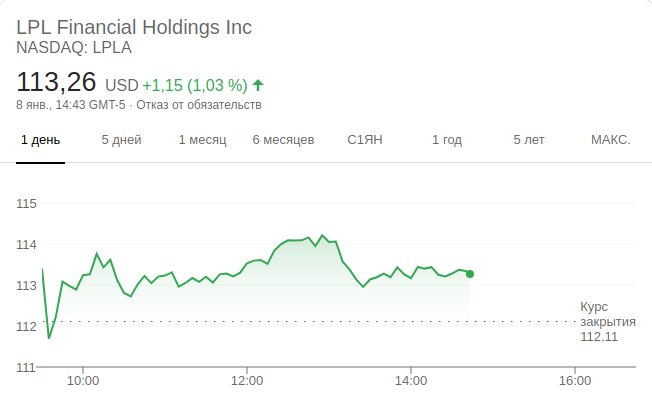 LPL Financial Holdings Inc
NASDAQ: LPLA
113,26 USD +1,15 (1,03 %)
8 янв., 14:43 GMT-5 · Отказ от обязательств
1 день 5 дней 1 месяц 6 месяцев С1ЯН 1 год 5 лет МАКС.
115
114
113
112
111
Курс
закрытия
112,11
10:00 12:00 14:00 16:00